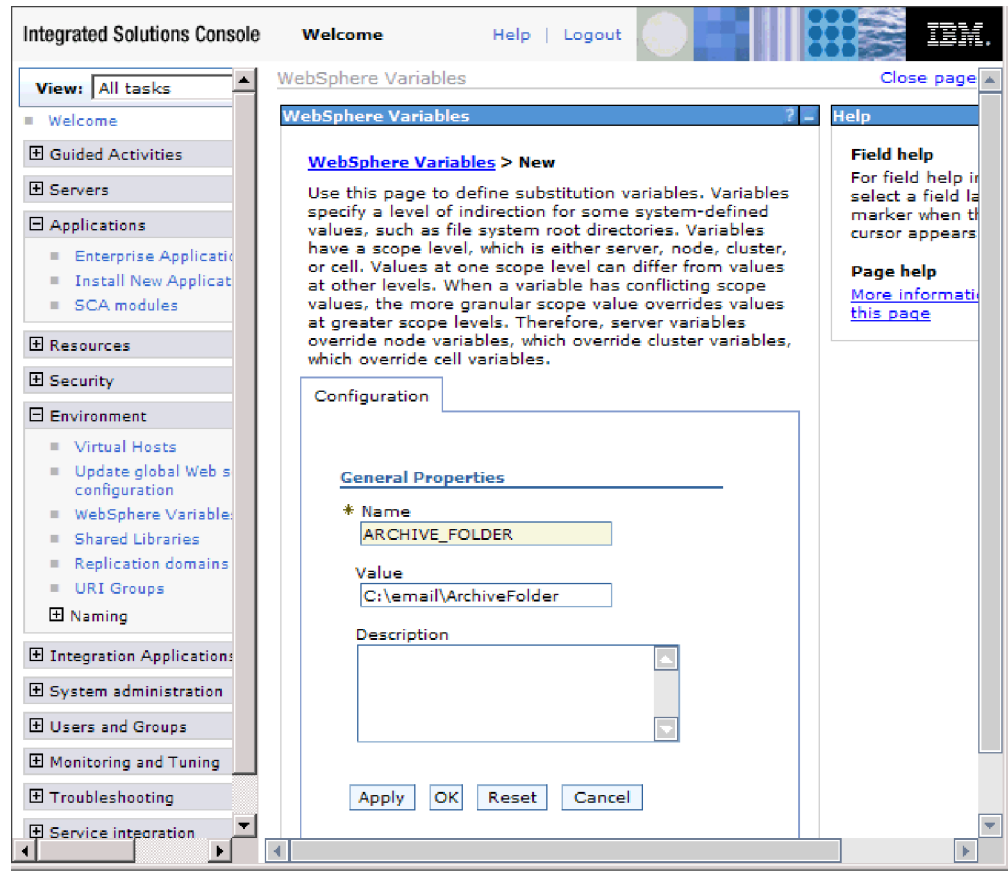 Integrated Solutions Console Welcome Help | Logout IBM.
View: All tasks
Welcome
Guided Activities
Servers
Applications
Enterprise Applicatio
Install New Applicat
SCA modules
Resources
Security
Environment
Virtual Hosts
Update global Web s
configuration
WebSphere Variable
Shared Libraries
Replication domains
URI Groups
Naming
Integration Applications
System administration
Users and Groups
Monitoring and Tuning
Troubleshooting
Service integration
WebSphere Variables Close page
WebSphere Variables ? -
WebSphere Variables > New
Use this page to define substitution variables. Variables
specify a level of indirection for some system-defined
values, such as file system root directories. Variables
have a scope level, which is either server, node, cluster,
or cell. Values at one scope level can differ from values
at other levels. When a variable has conflicting scope
values, the more granular scope value overrides values
at greater scope levels. Therefore, server variables
override node variables, which override cluster variables,
which override cell variables.
Configuration
General Properties
* Name
ARCHIVE_FOLDER
Value
C:\email\ArchiveFolder
Description
Apply OK Reset Cancel
Help
Field help
For field help in
select a field la
marker when th
cursor appears
Page help
More informati
this page